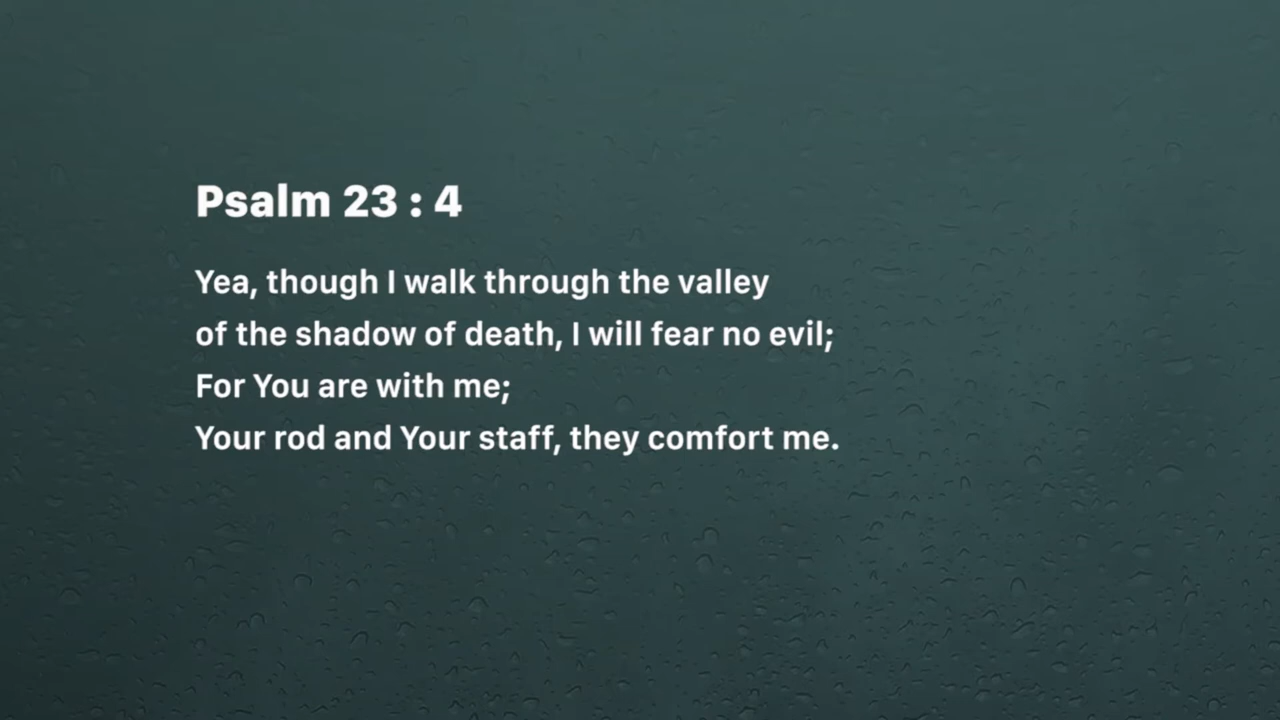 Psalm 23 : 4
Yea, though I walk through the valley
of the shadow of death, I will fear no evil;
For You are with me;
Your rod and Your staff, they comfort me.